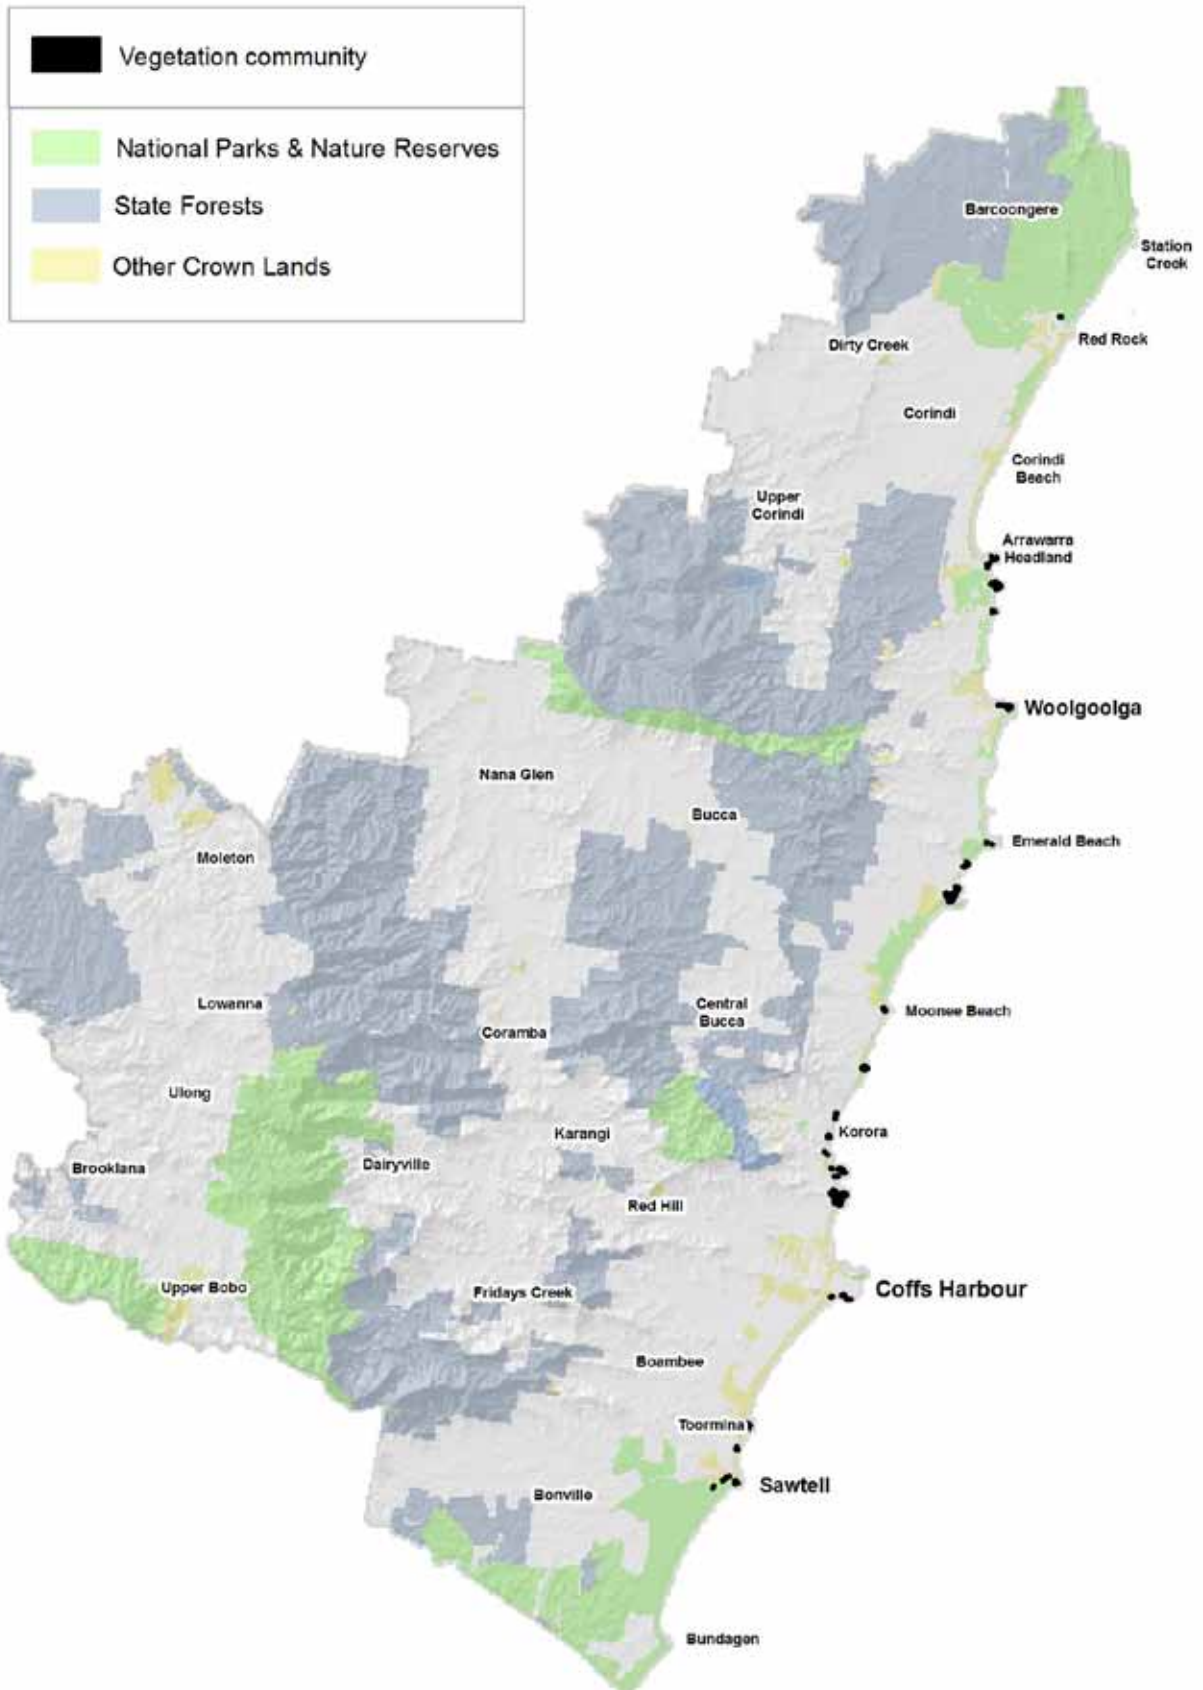 Vegetation community
National Parks & Nature Reserves
State Forests
Other Crown Lands
Barcoongere
Station
Creek
Red Rock
Dirty Creek
Corindi
Corindi
Beach
Upper
Corindi
Arrawarra
Headland
Woolgoolga
Nana Glen
Bucca
Emerald Beach
Moleton
Lowanna
Central
Bucca
Moonee Beach
Coramba
Ulong
Karangi
Korora
Brooklana
Dairyville
Red Hill
Upper Bobo
Fridays Creek
Coffs Harbour
Boambee
Toormina
Sawtell
Bonville
Bundagen